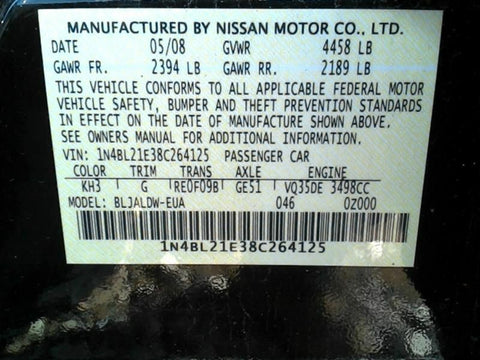 MANUFACTURED BY NISSAN MOTOR CO., LTD.
DATE 05/08 GVWR 4458 LB
GAWR FR. 2394 LB GAWR RR. 2189 LB
THIS VEHICLE CONFORMS TO ALL APPLICABLE FEDERAL MOTOR
VEHICLE SAFETY, BUMPER AND THEFT PREVENTION STANDARDS
IN EFFECT ON THE DATE OF MANUFACTURE SHOWN ABOVE.
SEE OWNERS MANUAL FOR ADDITIONAL INFORMATION.
VIN: 1N4BL21E38C264125 PASSENGER CAR
COLOR TRIM TRANS AXLE ENGINE
KH3 G RE0F09B GE51 VQ35DE 3498CC
MODEL: BLJALDW-EUA 046 0Z000
1N4BL21E38C264125